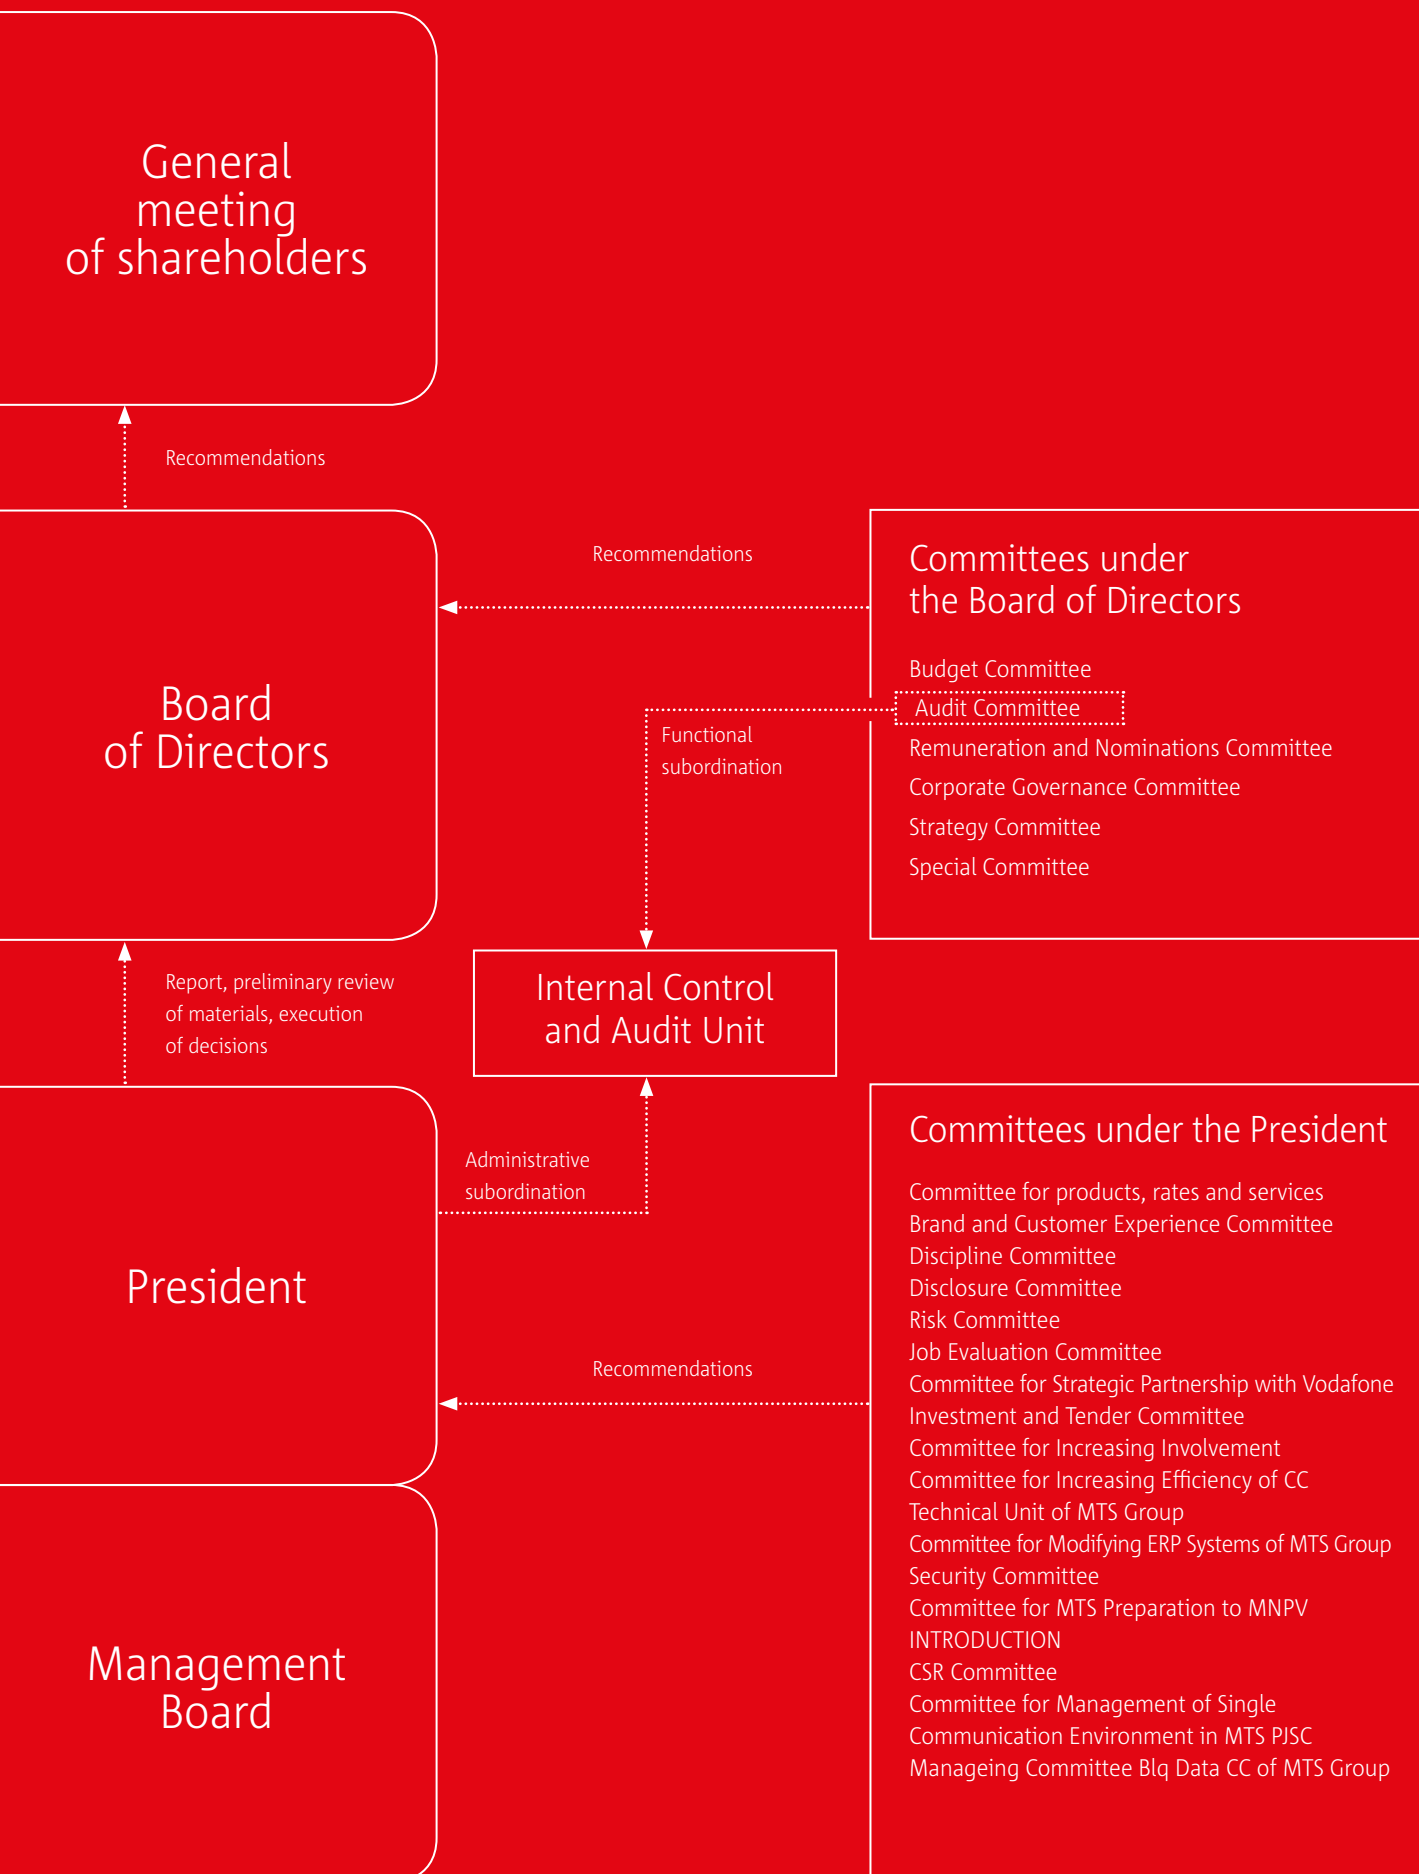 General
meeting
of shareholders
Recommendations
Board
of Directors
Recommendations
Committees under
the Board of Directors
Budget Committee
Audit Committee
Remuneration and Nominations Committee
Corporate Governance Committee
Strategy Committee
Special Committee
Functional
subordination
Report, preliminary review
of materials, execution
of decisions
Internal Control
and Audit Unit
President
Administrative
subordination
Recommendations
Committees under the President
Committee for products, rates and services
Brand and Customer Experience Committee
Discipline Committee
Disclosure Committee
Risk Committee
Job Evaluation Committee
Committee for Strategic Partnership with Vodafone
Investment and Tender Committee
Committee for Increasing Involvement
Committee for Increasing Efficiency of CC
Technical Unit of MTS Group
Committee for Modifying ERP Systems of MTS Group
Security Committee
Committee for MTS Preparation to MNPV
INTRODUCTION
CSR Committee
Committee for Management of Single
Communication Environment in MTS PJSC
Manageing Committee Blq Data CC of MTS Group
Management
Board